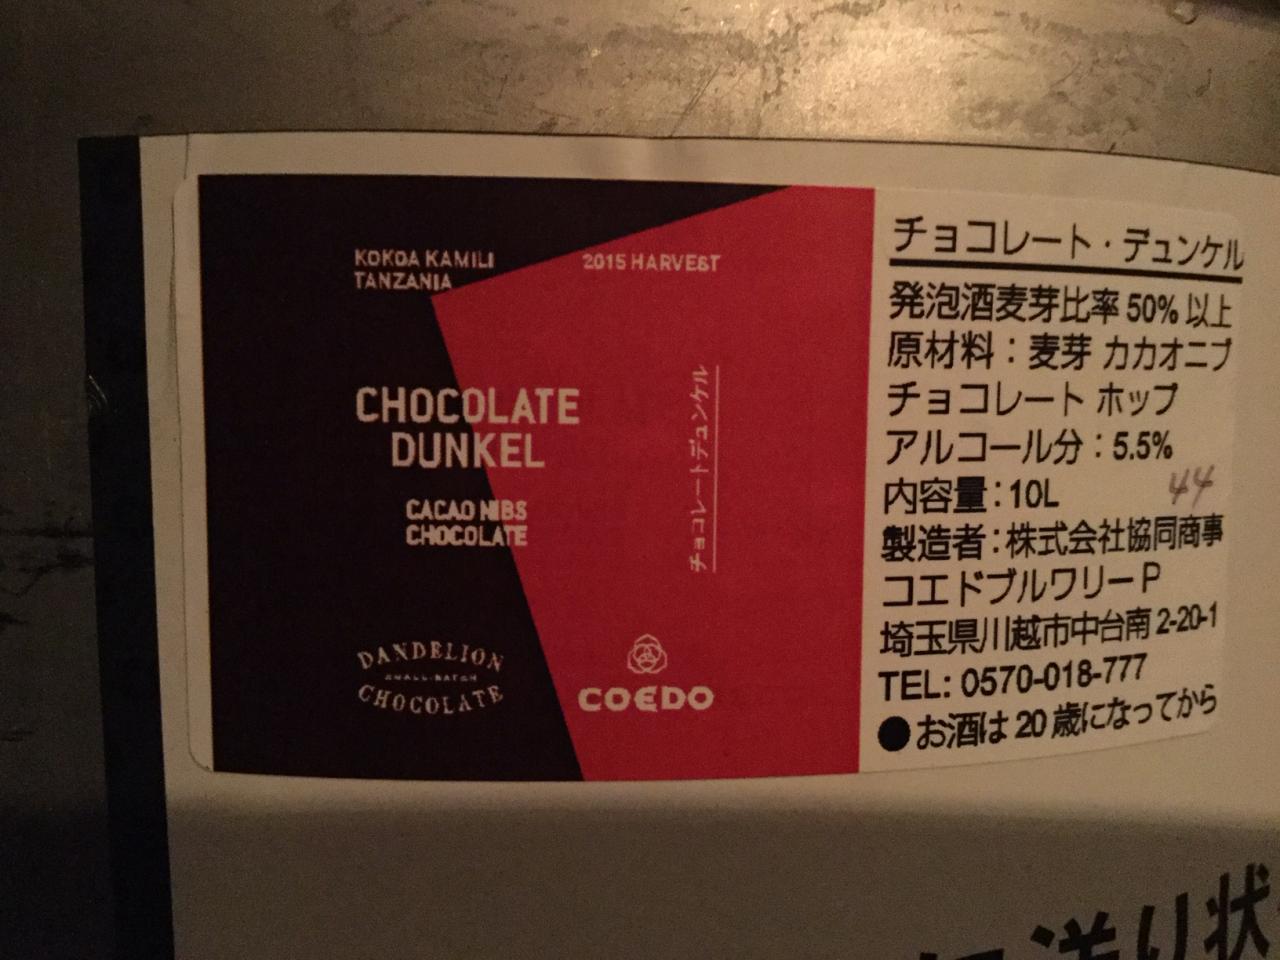 KOKOA KAMILI
TANZANIA
2015 HARVEST
CHOCOLATE
DUNKEL
CACAO NIBS
CHOCOLATE
チョコレートデュンケル
DANDELION
SMALL-BATCH
CHOCOLATE
COEDO
チョコレート・デュンケル
発泡酒麦芽比率 50% 以上
原材料：麦芽 カカオニブ
チョコレート ホップ
アルコール分：5.5%
内容量：10L 44
製造者：株式会社協同商事
コエドブルワリーP
埼玉県川越市中台南 2-20-1
TEL: 0570-018-777
●お酒は 20 歳になってから
送り状